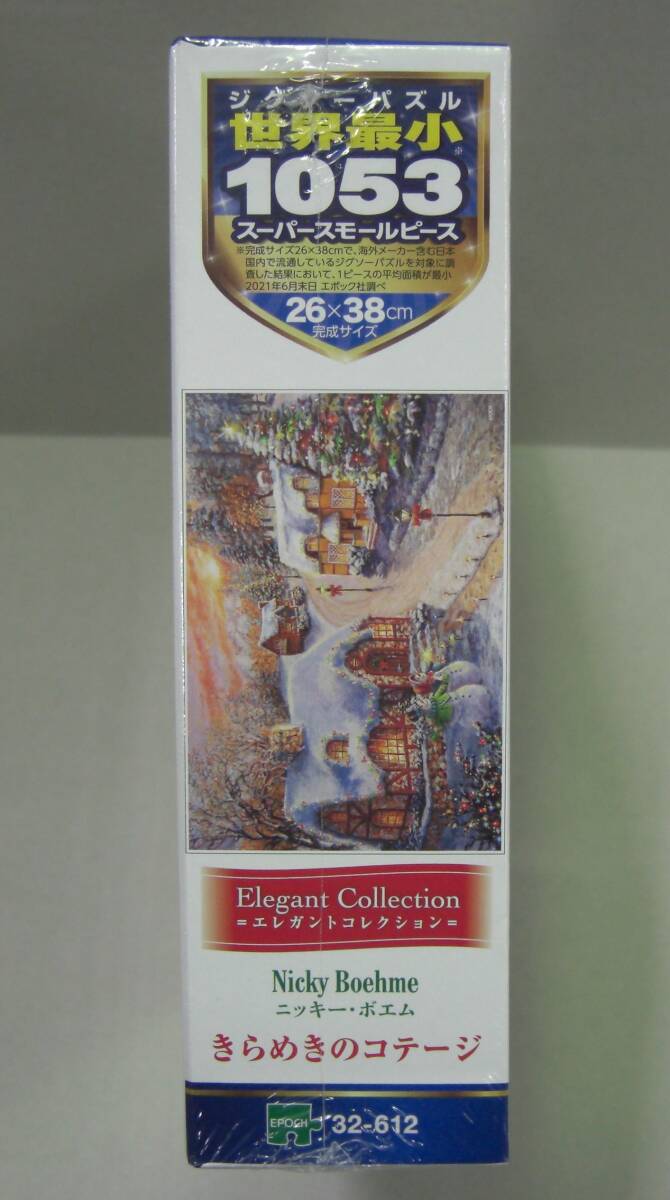 ジグソーパズル
世界最小※
1053
スーパースモールピース
※完成サイズ26×38cmで、海外メーカー含む日本
国内で流通しているジグソーパズルを対象に調
査した結果において、1ピースの平均面積が最小
2021年6月末日 エポック社調べ
26×38cm
完成サイズ
Elegant Collection
=エレガントコレクション=
Nicky Boehme
ニッキー・ボエム
きらめきのコテージ
EPOCH 32-612